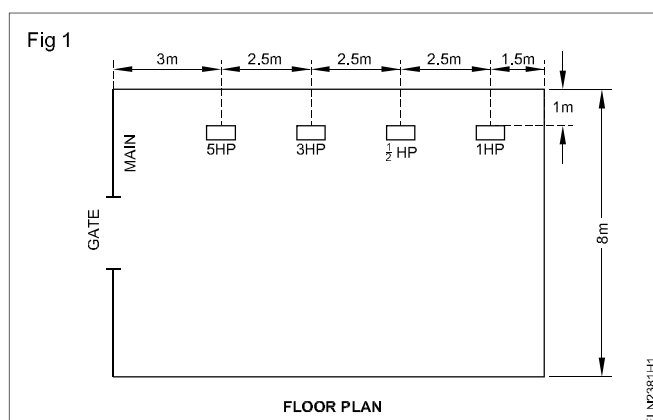 Fig 1
3m 2.5m 2.5m 2.5m 1.5m
1m
MAIN
5HP 3HP ½ HP 1HP
GATE
8m
FLOOR PLAN